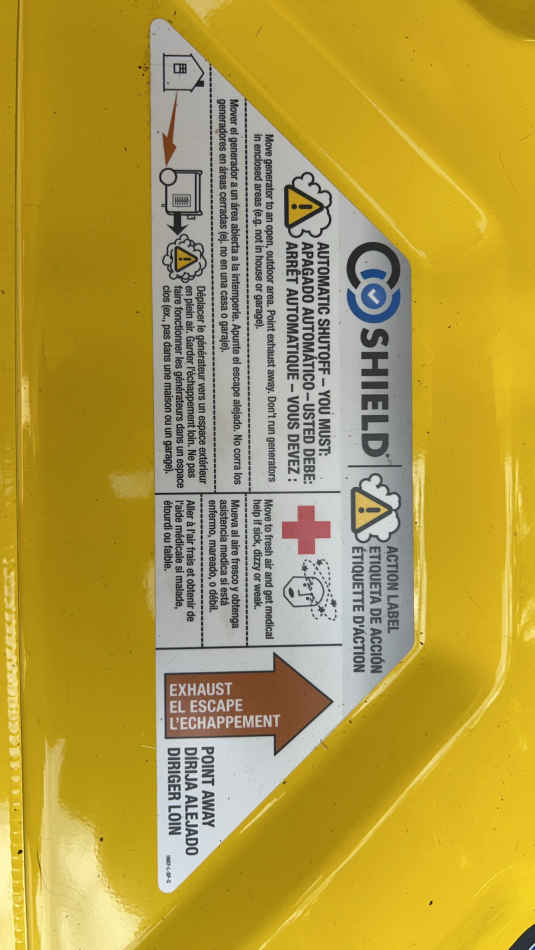 CO SHIELD®
ACTION LABEL
ETIQUETA DE ACCIÓN
ÉTIQUETTE D'ACTION
AUTOMATIC SHUTOFF – YOU MUST:
APAGADO AUTOMÁTICO – USTED DEBE:
ARRÊT AUTOMATIQUE – VOUS DEVEZ :
Move generator to an open, outdoor area. Point exhaust away. Don't run generators
in enclosed areas (e.g. not in house or garage).
Mover el generador a un área abierta a la intemperie. Apunte el escape alejado. No corra los
generadores en áreas cerradas (ej. no en una casa o garaje).
Déplacer le générateur vers un espace extérieur
en plein air. Garder l'échappement loin. Ne pas
faire fonctionner les générateurs dans un espace
clos (ex., pas dans une maison ou un garage).
Move to fresh air and get medical
help if sick, dizzy or weak.
Mueva al aire fresco y obtenga
asistencia medica si está
enfermo, mareado, o débil.
Aller à l'air frais et obtenir de
l'aide médicale si malade,
étourdi ou faible.
EXHAUST
EL ESCAPE
L'ECHAPPEMENT
POINT AWAY
DIRIJA ALEJADO
DIRIGER LOIN